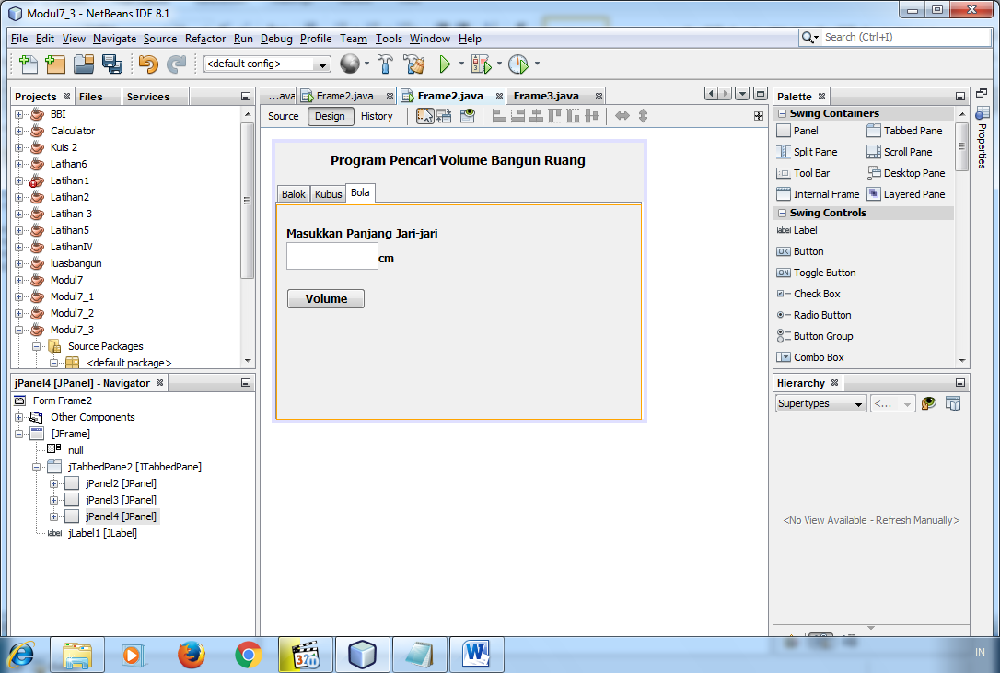 Modul7_3 - NetBeans IDE 8.1
File Edit View Navigate Source Refactor Run Debug Profile Team Tools Window Help
Search (Ctrl+I)
<default config>
Projects Files Services
BBI
Calculator
Kuis 2
Lathan6
Latihan1
Latihan2
Latihan 3
Latihan5
LatihanIV
luasbangun
Modul7
Modul7_1
Modul7_2
Modul7_3
Source Packages
<default package>
jPanel4 [JPanel] - Navigator
Form Frame2
Other Components
[JFrame]
null
jTabbedPane2 [JTabbedPane]
jPanel2 [JPanel]
jPanel3 [JPanel]
jPanel4 [JPanel]
label jLabel1 [JLabel]
...ava Frame2.java Frame2.java Frame3.java
Source Design History
Program Pencari Volume Bangun Ruang
Balok Kubus Bola
Masukkan Panjang Jari-jari
cm
Volume
Palette
Swing Containers
Panel Tabbed Pane
Split Pane Scroll Pane
Tool Bar Desktop Pane
Internal Frame Layered Pane
Swing Controls
label Label
OK Button
ON Toggle Button
Check Box
Radio Button
Button Group
Combo Box
Properties
Hierarchy
Supertypes <...
<No View Available - Refresh Manually>
IN